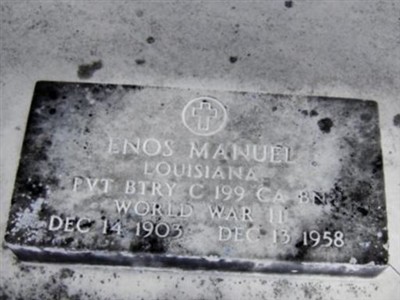 ENOS MANUEL
LOUISIANA
PVT BTRY C 199 CA BN
WORLD WAR II
DEC 14 1903 DEC 13 1958